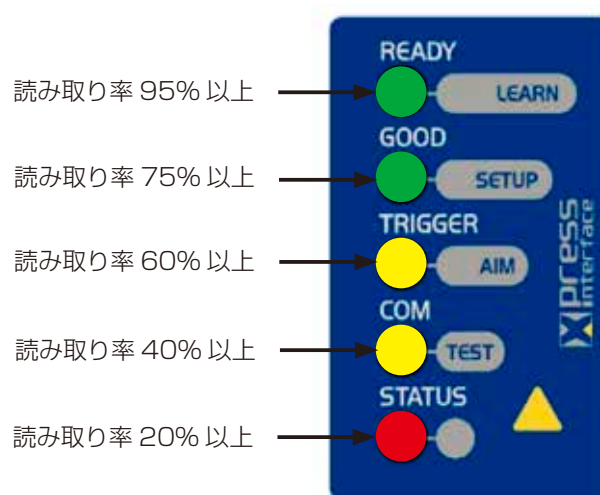 READY
読み取り率 95% 以上
LEARN
GOOD
読み取り率 75% 以上
SETUP
TRIGGER
読み取り率 60% 以上
AIM
COM
読み取り率 40% 以上
TEST
STATUS
読み取り率 20% 以上
Xpress
interface